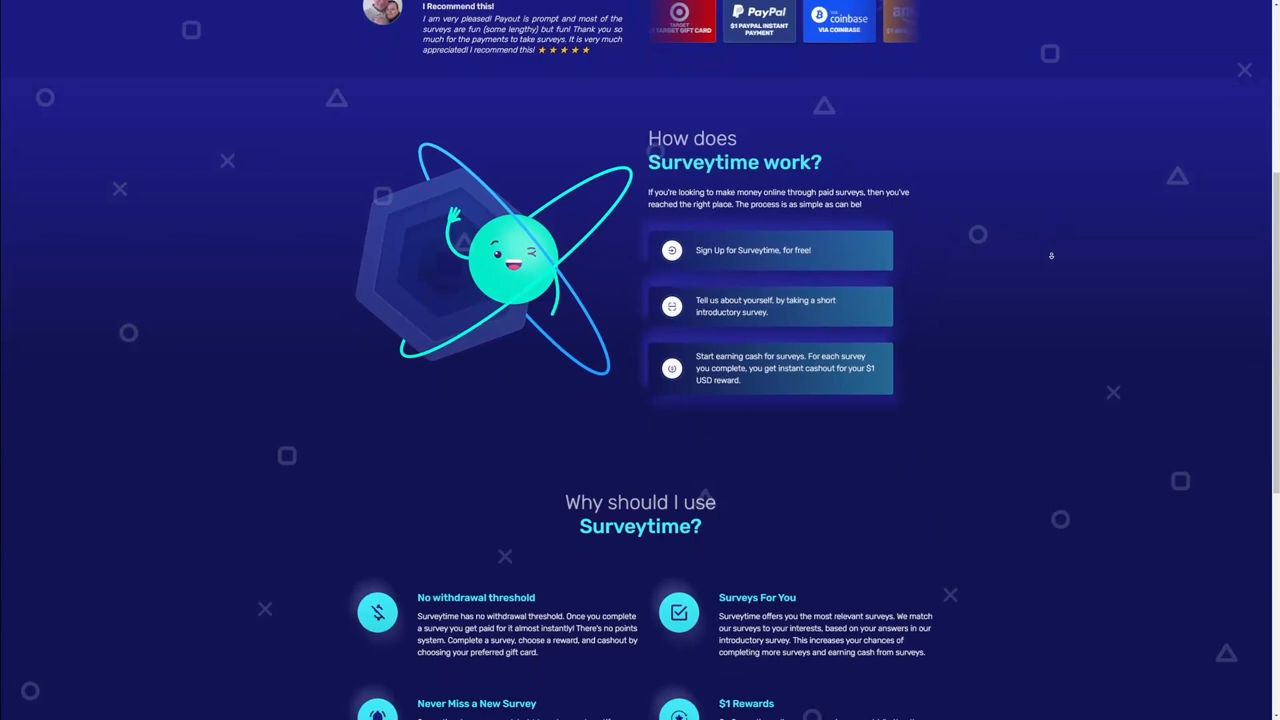 I Recommend this!
I am very pleased! Payout is prompt and most of the
surveys are fun (some lengthy) but fun! Thank you so
much for the payments to take surveys. It is very much
appreciated! I recommend this! ★ ★ ★ ★ ★
TARGET
TARGET GIFT CARD
PayPal
$1 PAYPAL INSTANT
PAYMENT
coinbase
VIA COINBASE
How does
Surveytime work?
If you're looking to make money online through paid surveys, then you've
reached the right place. The process is as simple as can be!
Sign Up for Surveytime, for free!
Tell us about yourself, by taking a short
introductory survey.
Start earning cash for surveys. For each survey
you complete, you get instant cashout for your $1
USD reward.
Why should I use
Surveytime?
No withdrawal threshold
Surveytime has no withdrawal threshold. Once you complete
a survey you get paid for it almost instantly! There's no points
system. Complete a survey, choose a reward, and cashout by
choosing your preferred gift card.
Surveys For You
Surveytime offers you the most relevant surveys. We match
our surveys to your interests, based on your answers in our
introductory survey. This increases your chances of
completing more surveys and earning cash from surveys.
Never Miss a New Survey
$1 Rewards